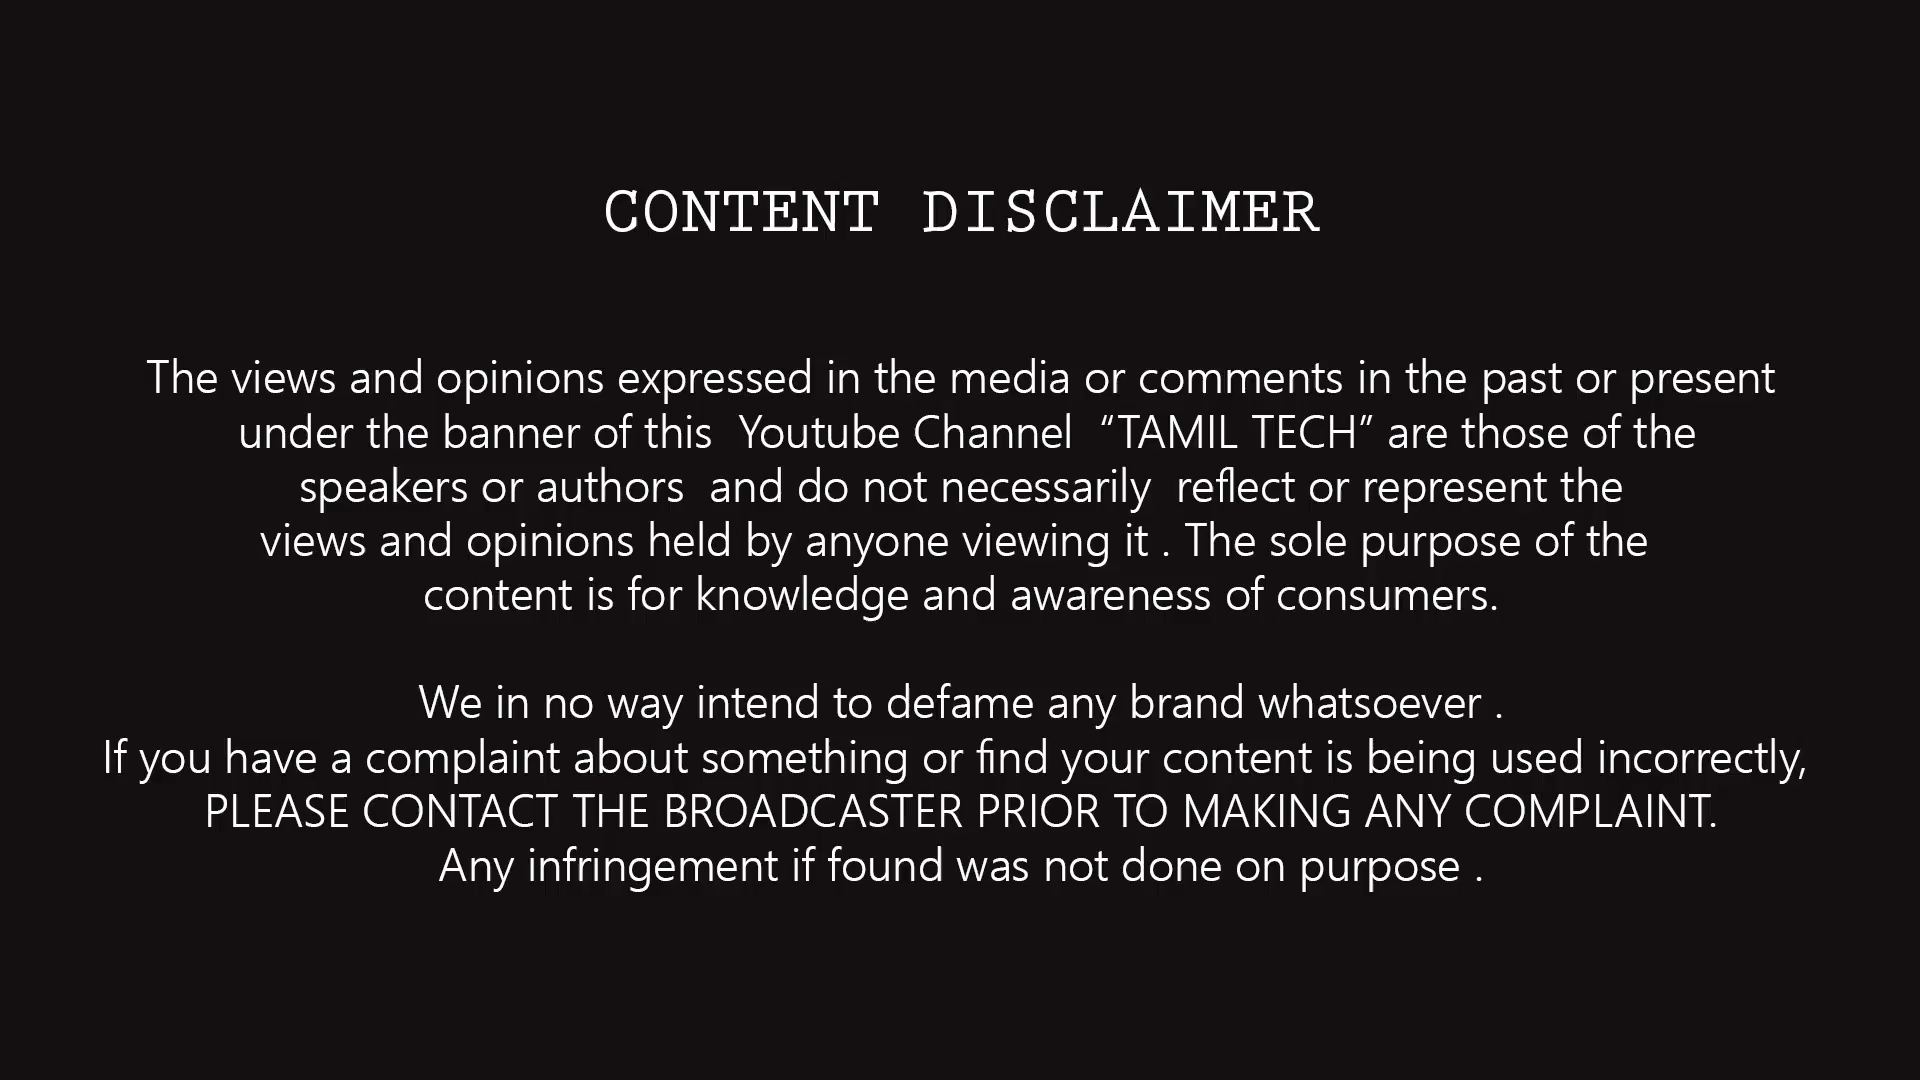 CONTENT DISCLAIMER
The views and opinions expressed in the media or comments in the past or present
under the banner of this Youtube Channel “TAMIL TECH” are those of the
speakers or authors and do not necessarily reflect or represent the
views and opinions held by anyone viewing it . The sole purpose of the
content is for knowledge and awareness of consumers.
We in no way intend to defame any brand whatsoever .
If you have a complaint about something or find your content is being used incorrectly,
PLEASE CONTACT THE BROADCASTER PRIOR TO MAKING ANY COMPLAINT.
Any infringement if found was not done on purpose .